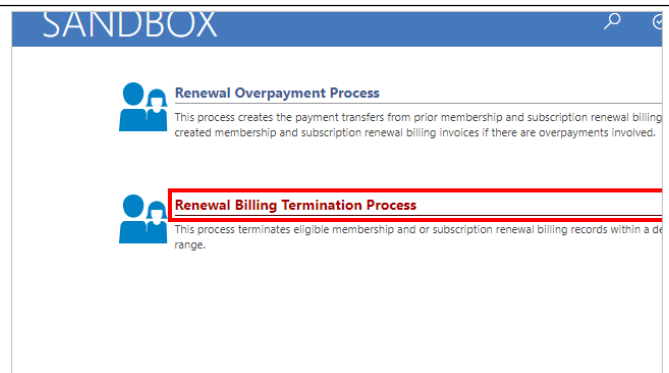 SANDBOX
Renewal Overpayment Process
This process creates the payment transfers from prior membership and subscription renewal billing
created membership and subscription renewal billing invoices if there are overpayments involved.
Renewal Billing Termination Process
This process terminates eligible membership and or subscription renewal billing records within a
range.